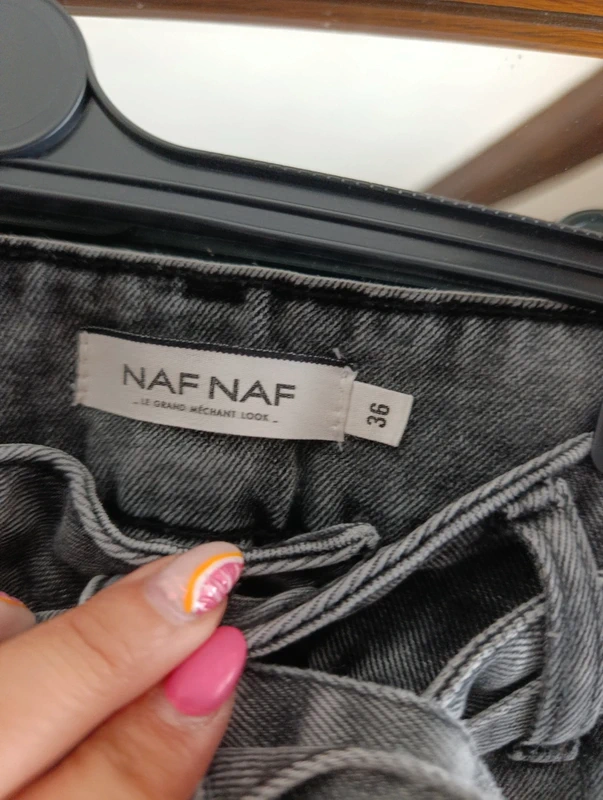 NAF NAF
_ LE GRAND MÉCHANT LOOK _
36